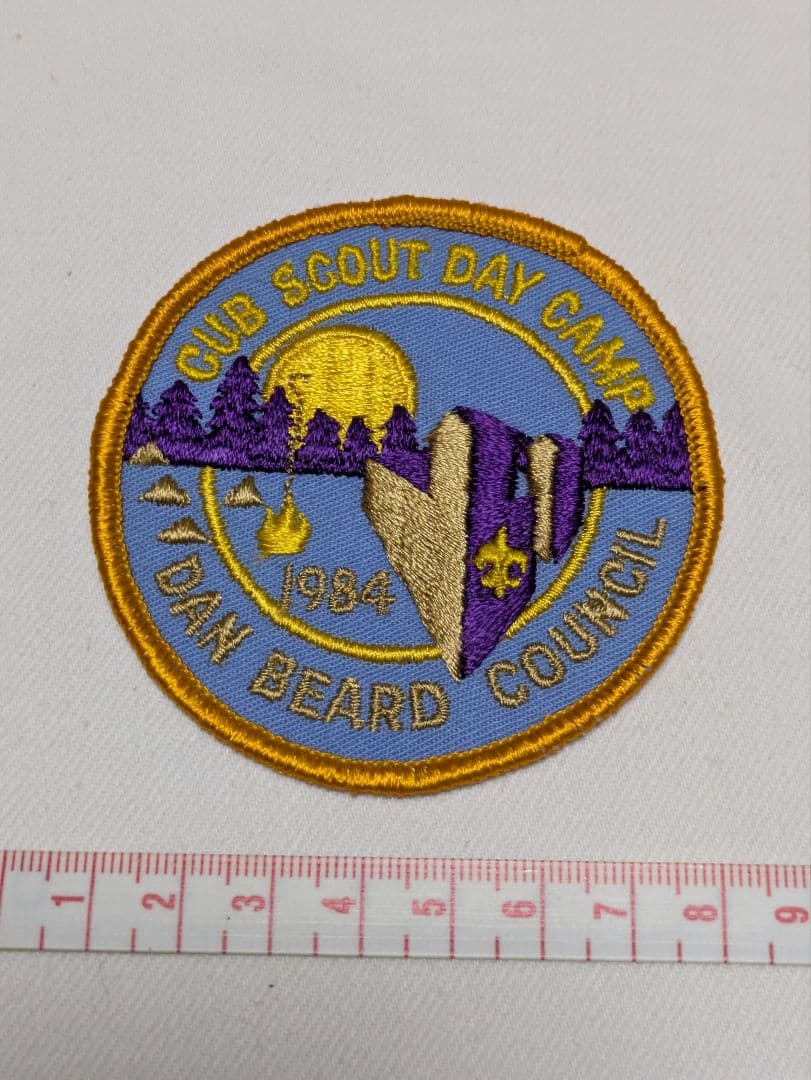 CUB SCOUT DAY CAMP
1984
DAN BEARD COUNCIL
1 2 3 4 5 6 7 8 9